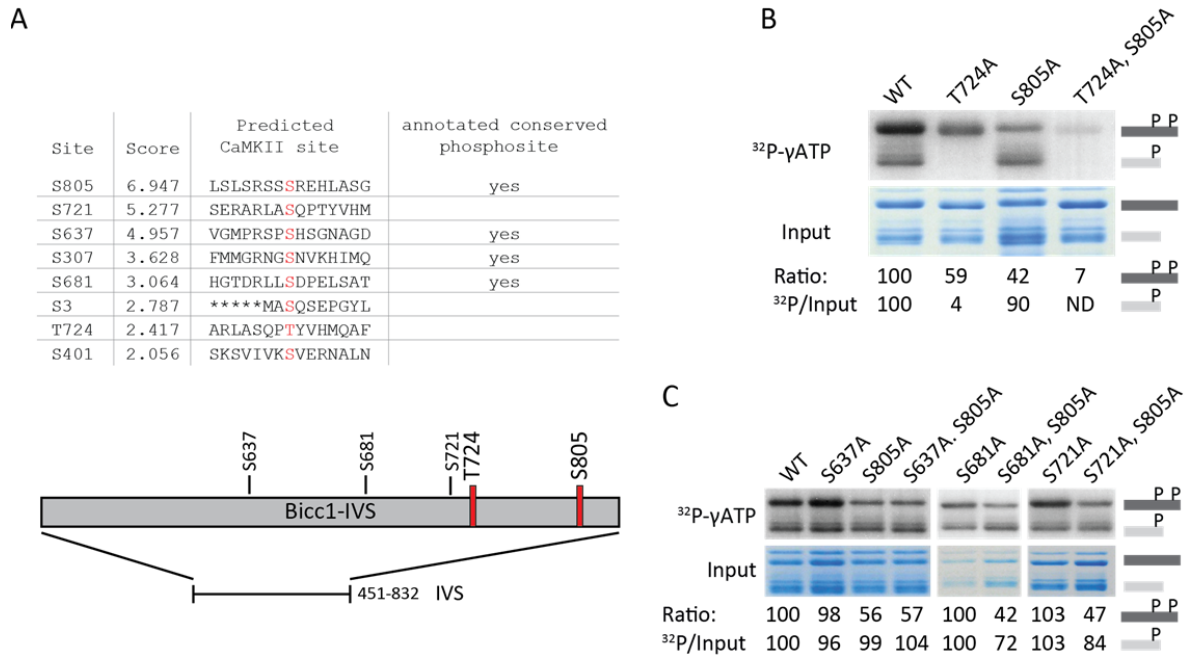 A
Predicted annotated conserved
Site Score CaMKII site phosphosite
S805 6.947 LSLSRSSSREHLASG yes
S721 5.277 SERARLASQPTYVHM
S637 4.957 VGMPRSPSHSGNAGD yes
S307 3.628 FMMGRNGSNVKHIMQ yes
S681 3.064 HGTDRLLSDPELSAT yes
S3 2.787 *****MASQSEPGYL
T724 2.417 ARLASQPTYVHMQAF
S401 2.056 SKSVIVKSVERNALN
S637 S681 S721 T724 S805
Bicc1-IVS
451-832 IVS
B
WT T724A S805A T724A, S805A
³²P-γATP
P P
P
Input
Ratio: 100 59 42 7 P P
³²P/Input 100 4 90 ND P
C
WT S637A S805A S637A. S805A S681A S681A, S805A S721A S721A, S805A
³²P-γATP
P P
P
Input
Ratio: 100 98 56 57 100 42 103 47 P P
³²P/Input 100 96 99 104 100 72 103 84 P